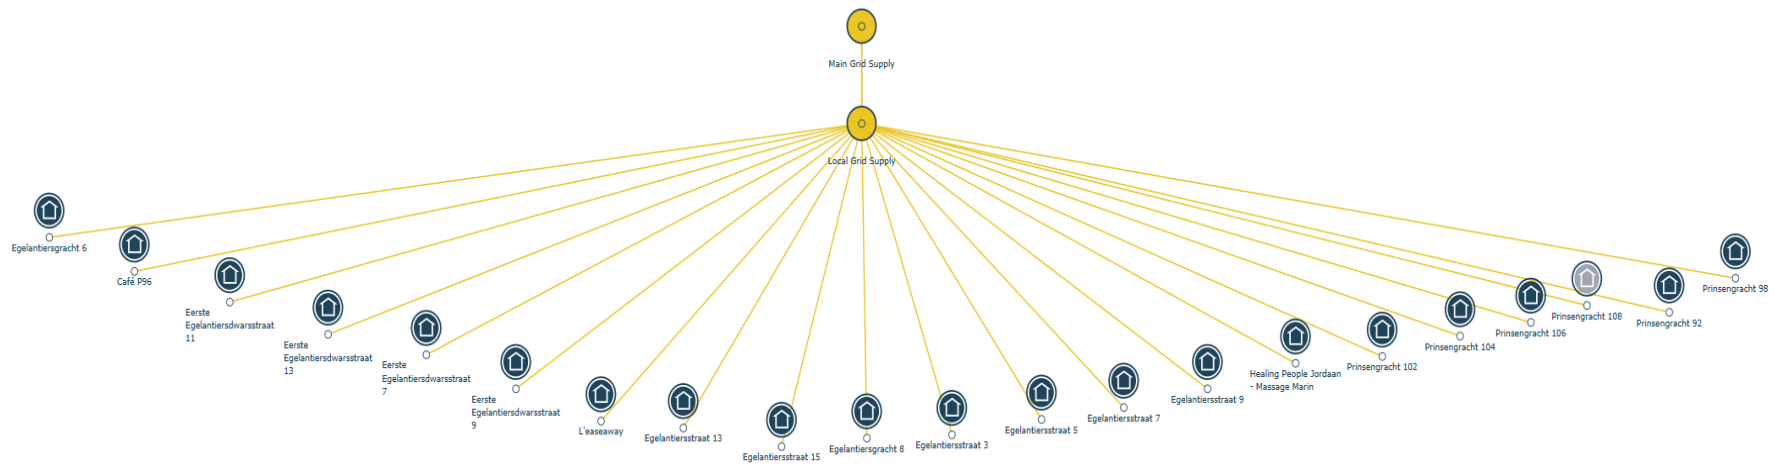 Main Grid Supply
Local Grid Supply
Egelantiersgracht 6
Café P96
Eerste
Egelantiersdwarsstraat
11
Eerste
Egelantiersdwarsstraat
13
Eerste
Egelantiersdwarsstraat
7
Eerste
Egelantiersdwarsstraat
9
L'easeaway
Egelantiersstraat 13
Egelantiersstraat 15
Egelantiersgracht 8
Egelantiersstraat 3
Egelantiersstraat 5
Egelantiersstraat 7
Egelantiersstraat 9
Healing People Jordaan
- Massage Marin
Prinsengracht 102
Prinsengracht 104
Prinsengracht 106
Prinsengracht 108
Prinsengracht 92
Prinsengracht 98